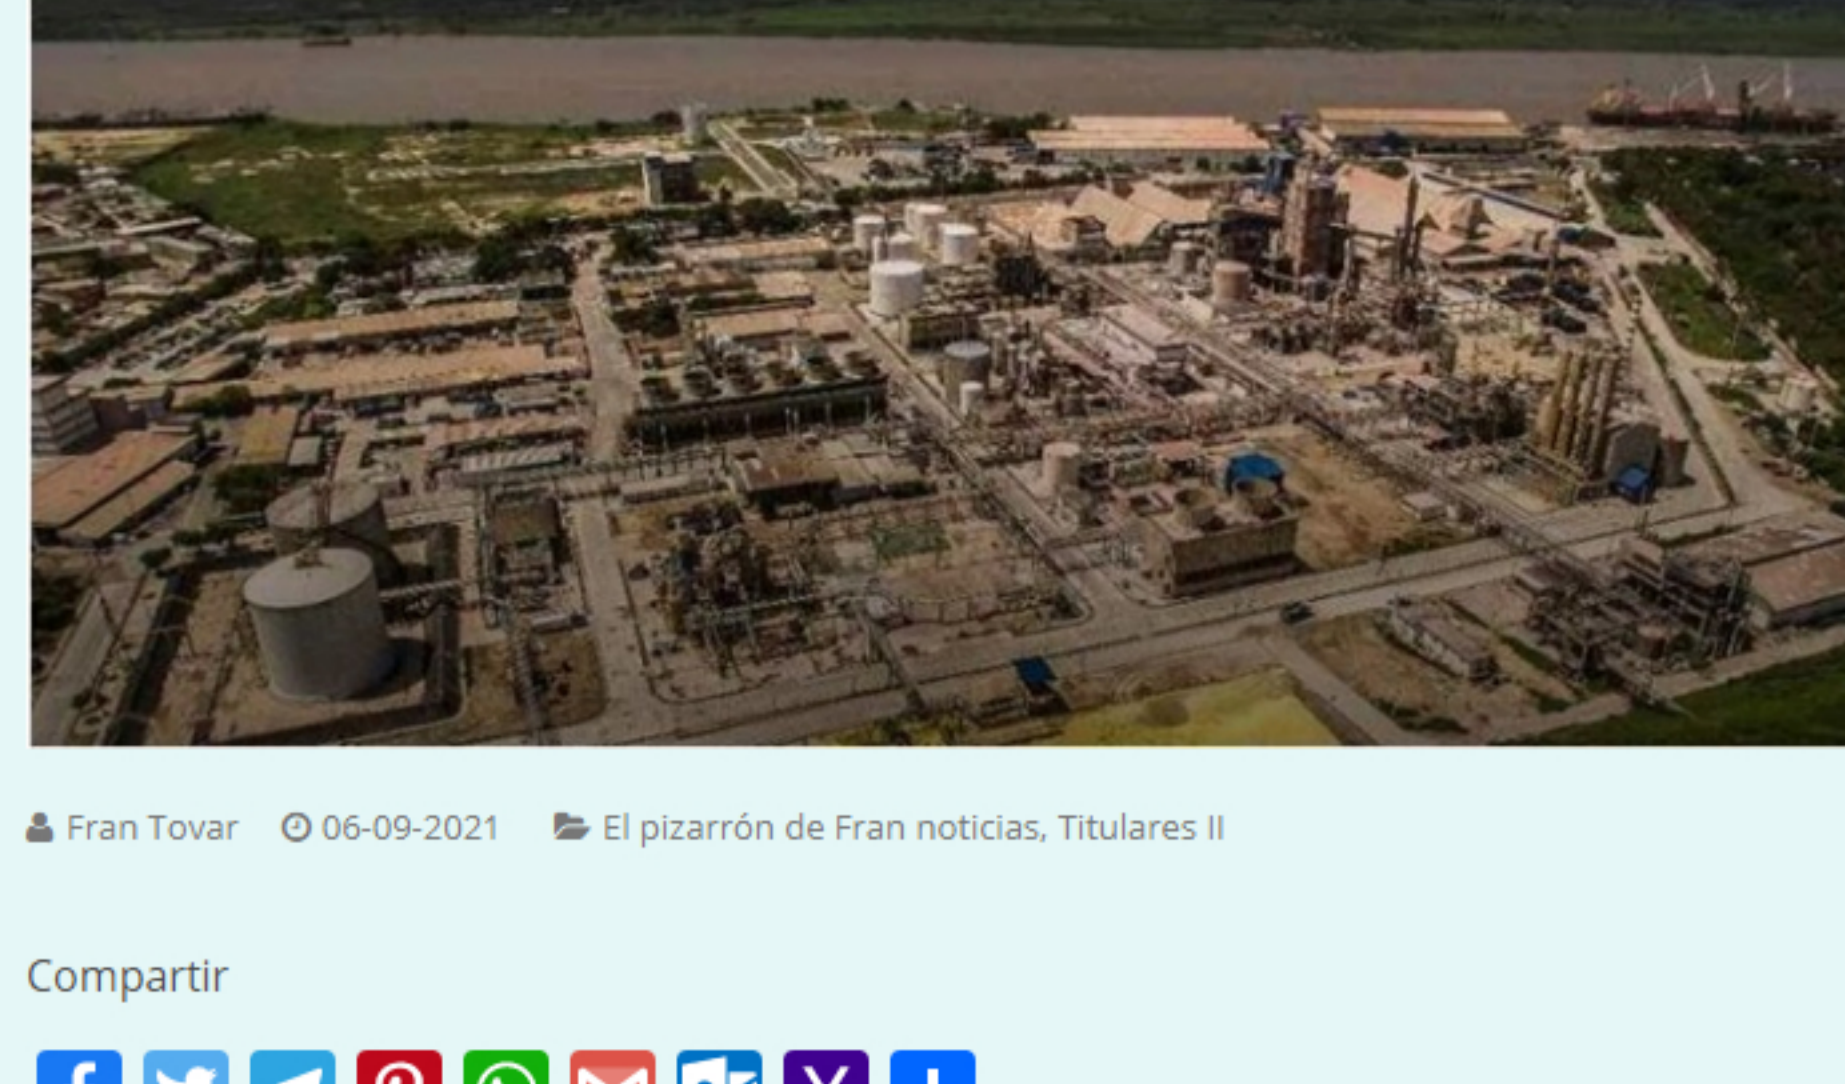 Fran Tovar 06-09-2021 El pizarrón de Fran noticias, Titulares II
Compartir